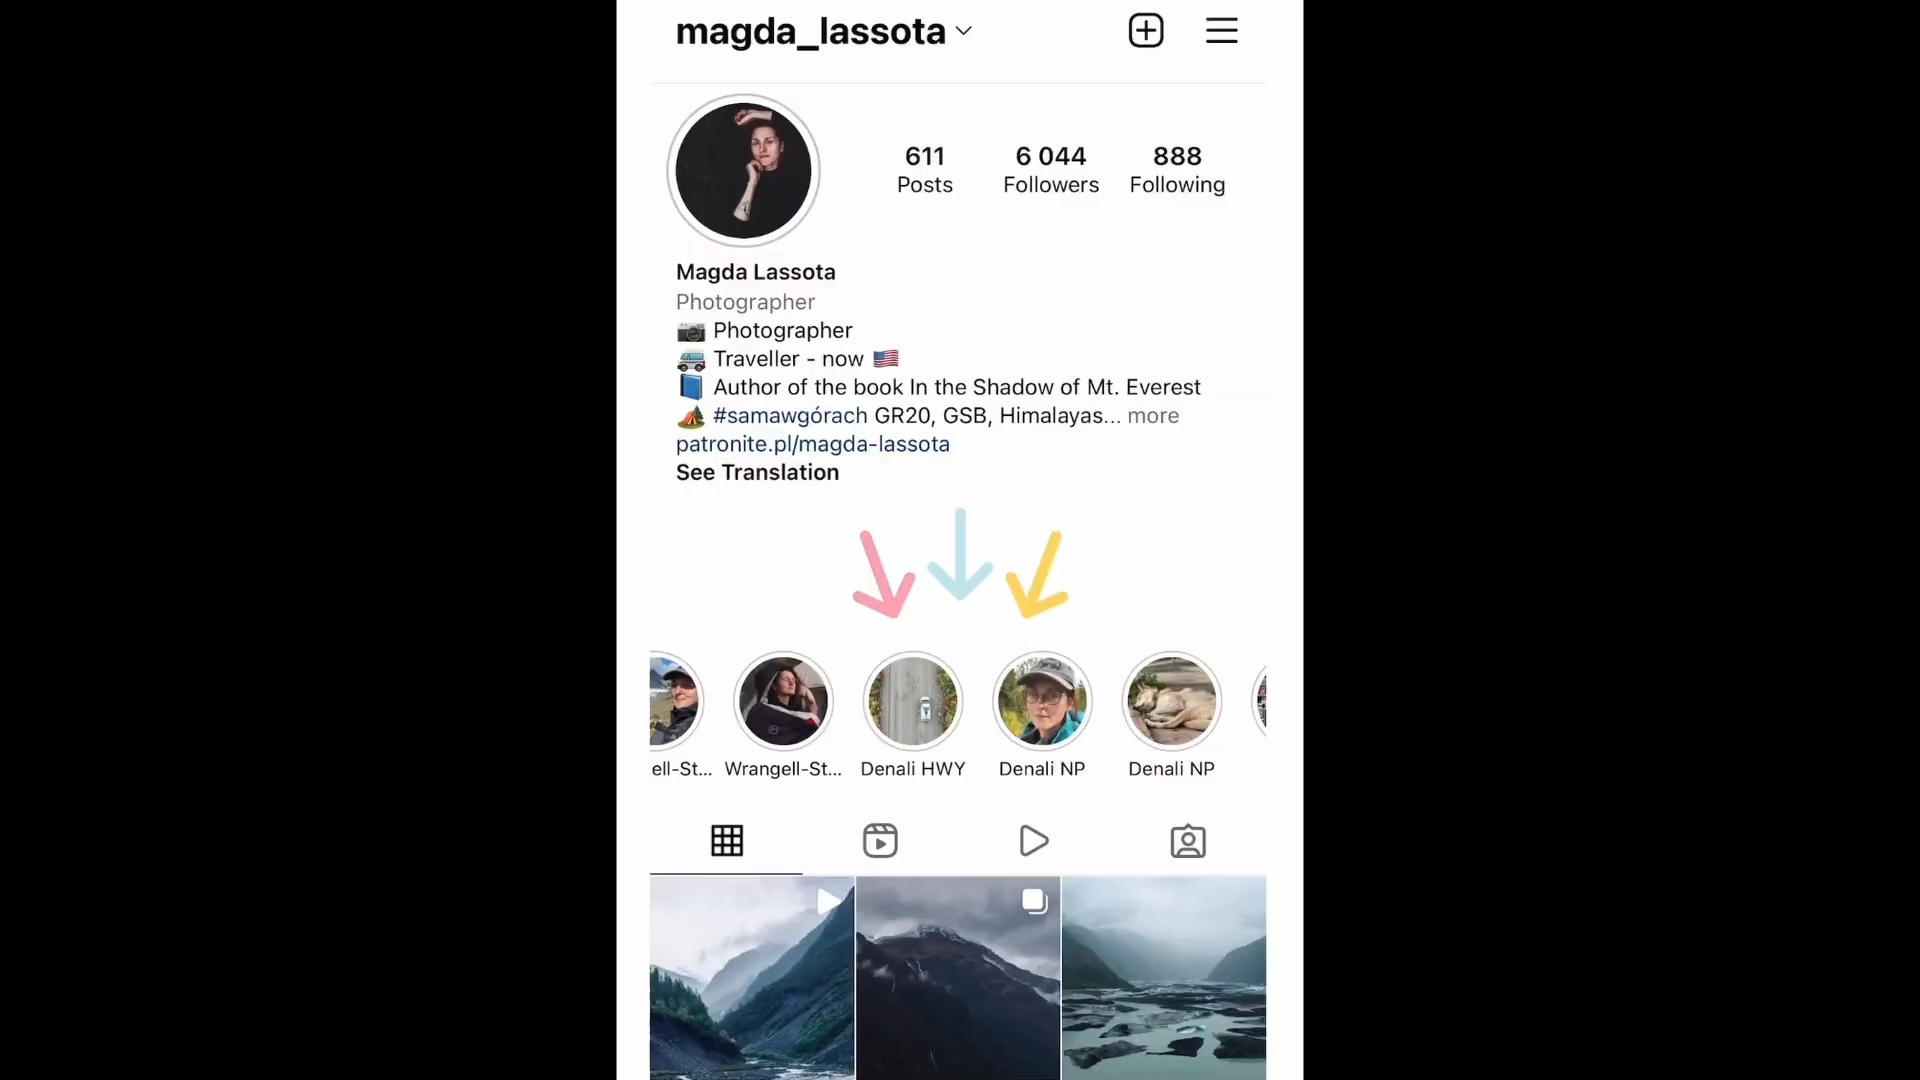 magda_lassota
611
Posts
6 044
Followers
888
Following
Magda Lassota
Photographer
Photographer
Traveller - now
Author of the book In the Shadow of Mt. Everest
#samawgórach GR20, GSB, Himalayas... more
patronite.pl/magda-lassota
See Translation
ell-St...
Wrangell-St...
Denali HWY
Denali NP
Denali NP